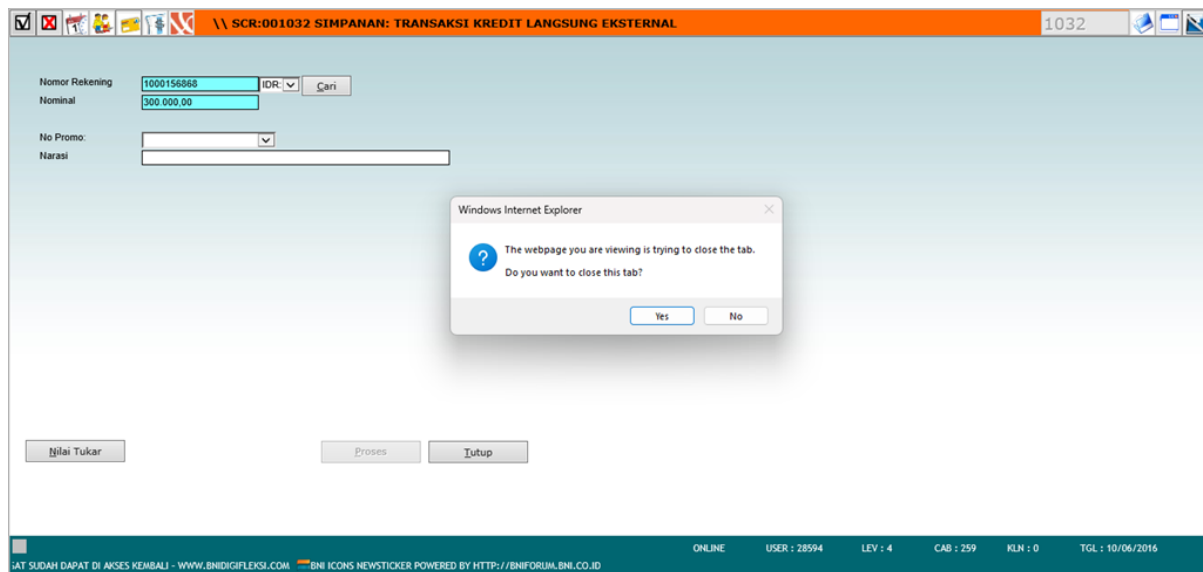 \\ SCR:001032 SIMPANAN: TRANSAKSI KREDIT LANGSUNG EKSTERNAL 1032
Nomor Rekening 1000156868 IDR: Cari
Nominal 300.000,00
No Promo:
Narasi
Windows Internet Explorer
The webpage you are viewing is trying to close the tab.
Do you want to close this tab?
Yes No
Nilai Tukar Proses Tutup
ONLINE USER : 28594 LEV : 4 CAB : 259 KLN : 0 TGL : 10/06/2016
SUDAH DAPAT DI AKSES KEMBALI - WWW.BNIDIGIFLEKSI.COM BNI ICONS NEWSTICKER POWERED BY HTTP://BNIFORUM.BNI.CO.ID